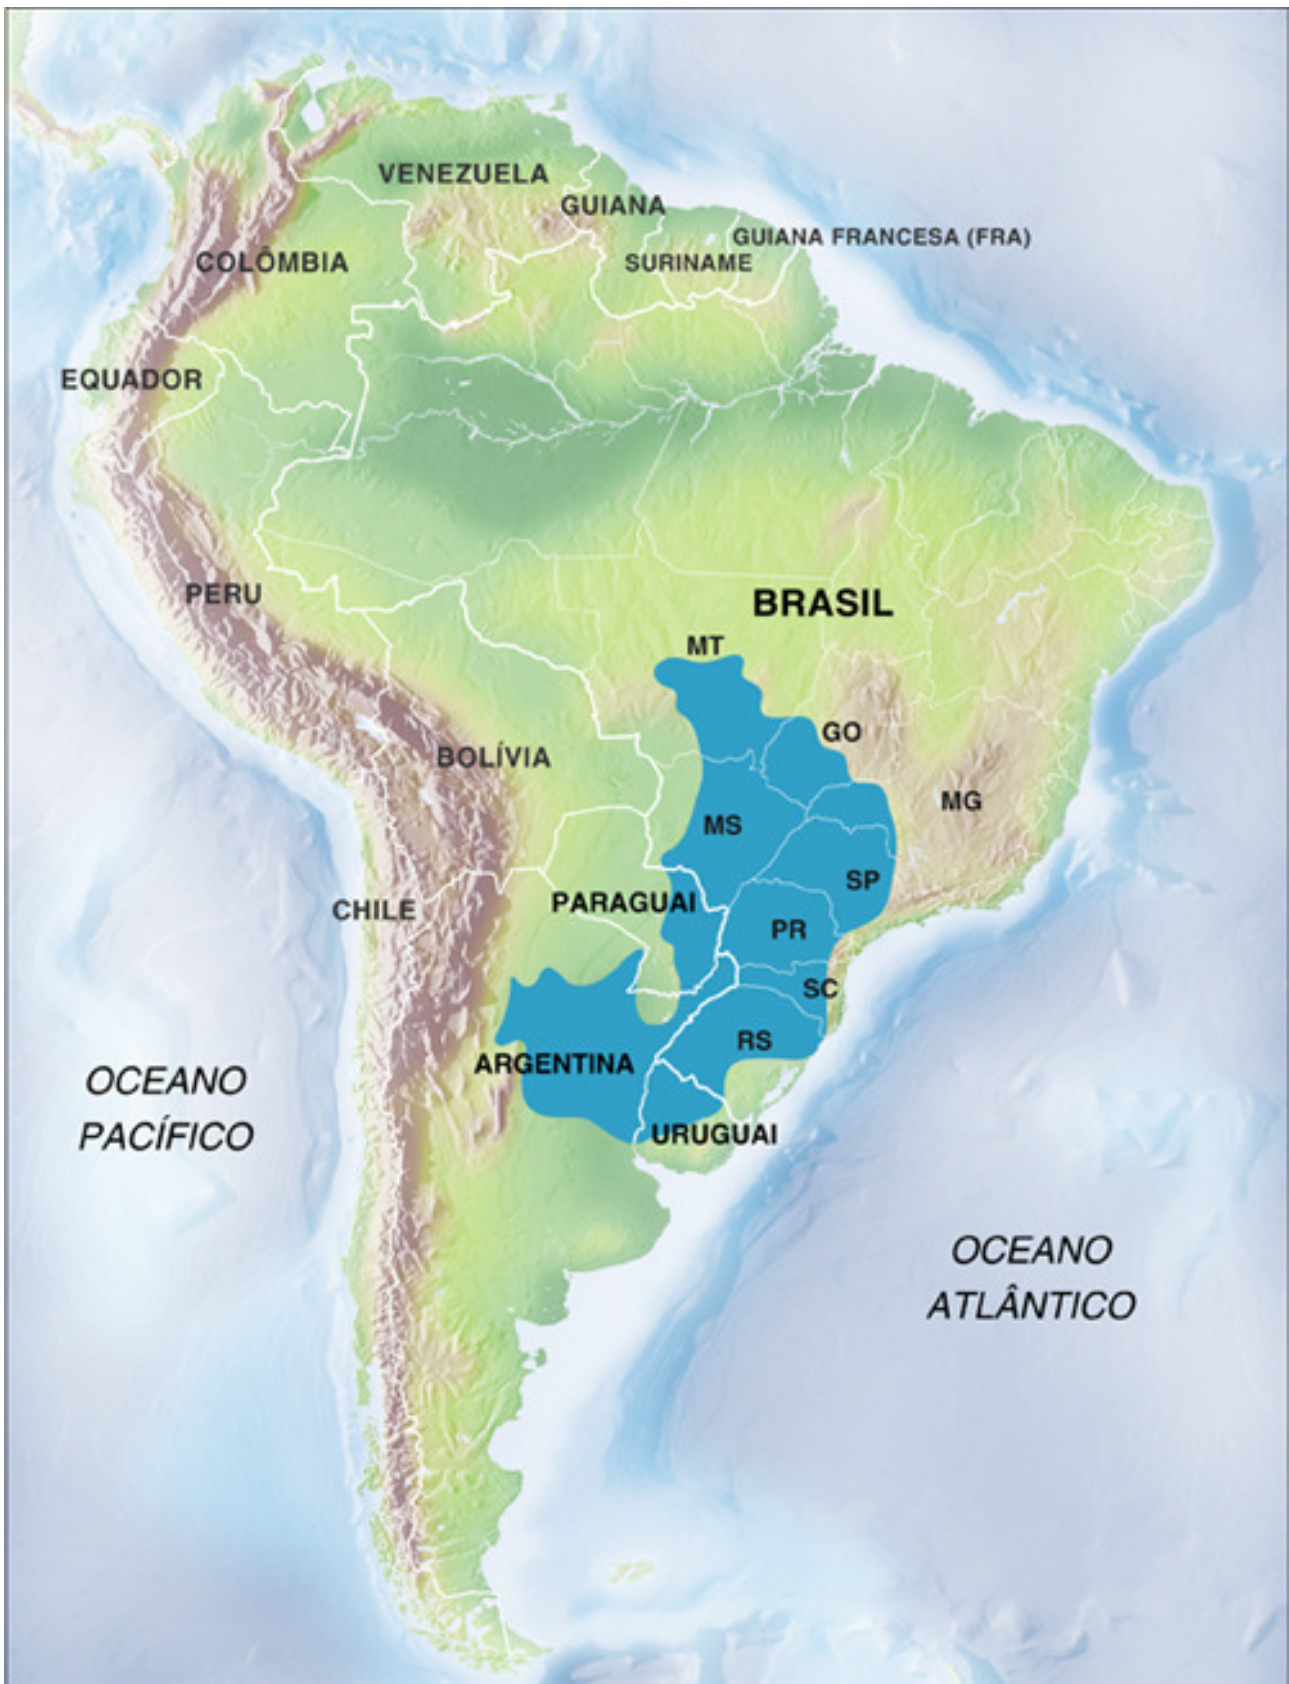 VENEZUELA
GUIANA
GUIANA FRANCESA (FRA)
COLÔMBIA
SURINAME
EQUADOR
PERU
BRASIL
MT
GO
BOLÍVIA
MG
MS
SP
PARAGUAI
CHILE
PR
SC
RS
ARGENTINA
OCEANO
PACÍFICO
URUGUAI
OCEANO
ATLÂNTICO